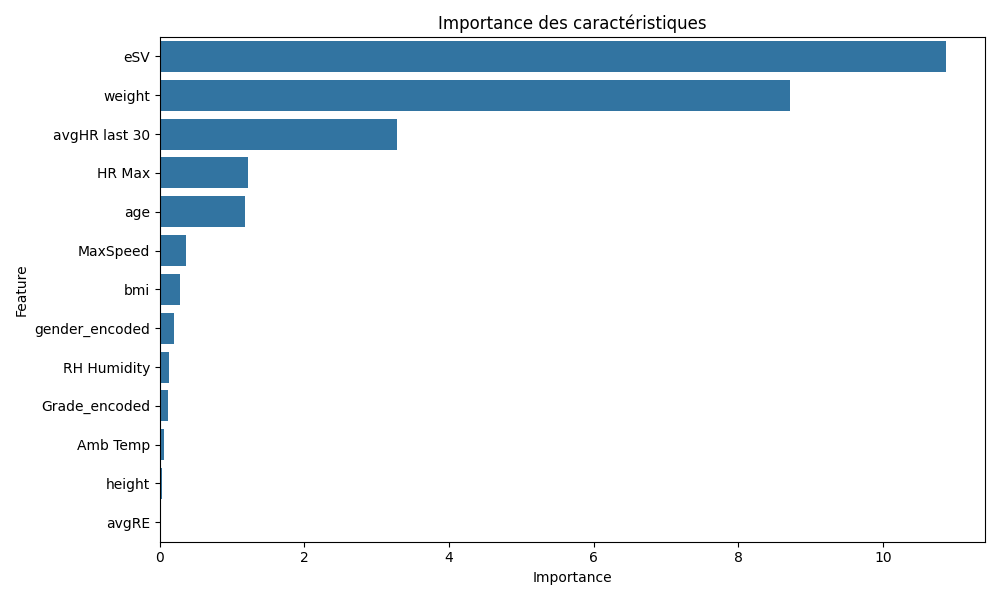 Importance des caractéristiques
eSV
weight
avgHR last 30
HR Max
age
MaxSpeed
bmi
gender_encoded
RH Humidity
Grade_encoded
Amb Temp
height
avgRE
Feature
0 2 4 6 8 10
Importance